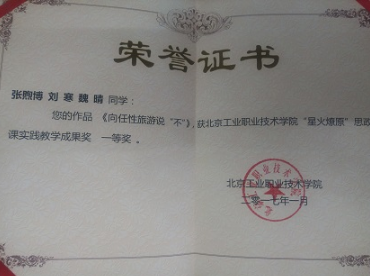 荣誉证书
张煦博 刘寒 魏晴 同学：
您的作品《向任性旅游说“不”》，获北京工业职业技术学院“星火燎原”思政
课实践教学成果奖 一等奖。
北京工业职业技术学院
二〇一七年一月